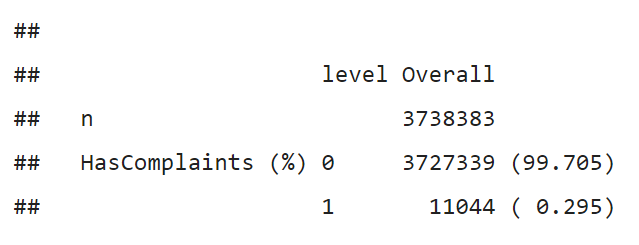 ##
##                       level Overall
##   n                         3738383
##   HasComplaints (%) 0     3727339 (99.705)
##                       1       11044 ( 0.295)